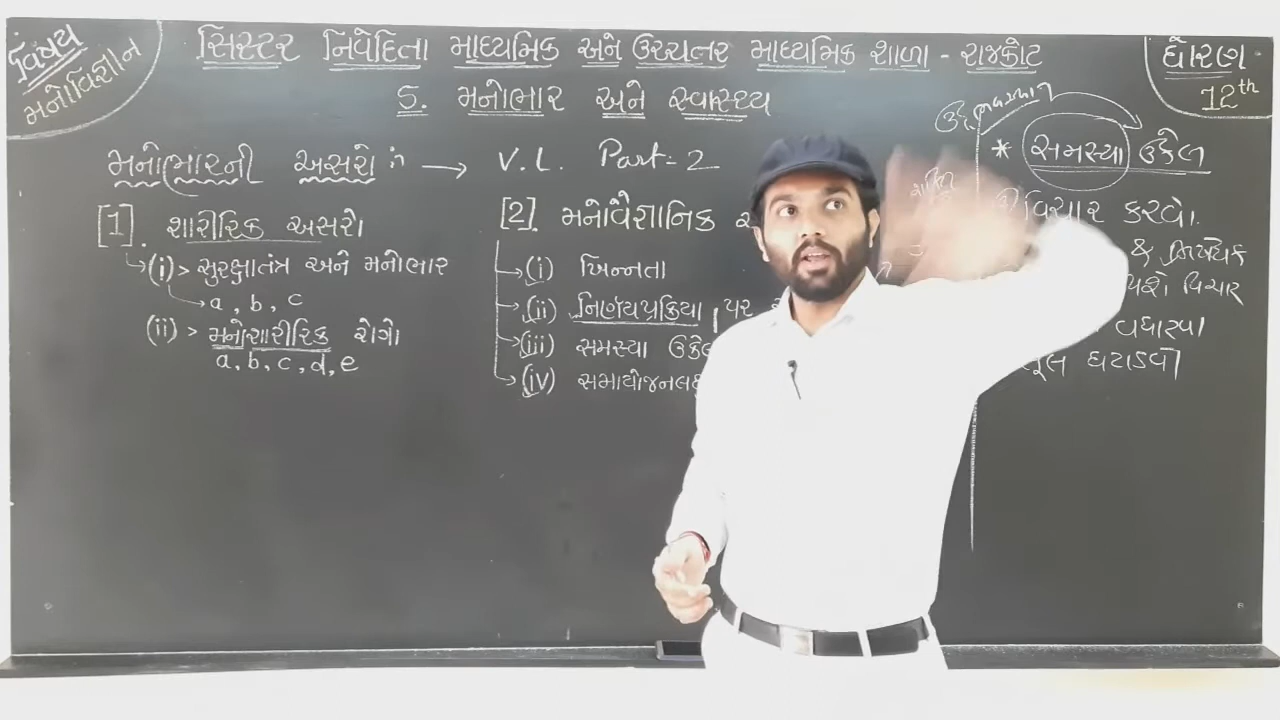 વિષય
મનોવિજ્ઞાન
સિસ્ટર નિવેદિતા માધ્યમિક અને ઉચ્ચતર માધ્યમિક શાળા - રાજકોટ
ધોરણ -
12th
5. મનોભાર અને સ્વાસ્થ્ય
મનોભારની અસરો :→ V.L. Part-2
[1]. શારીરિક અસરો
(i) > સુરક્ષાતંત્ર અને મનોભાર
a, b, c
(ii) > મનોશારીરિક રોગો
a, b, c, d, e
[2]. મનોવૈજ્ઞાનિક
(i) ખિન્નતા
(ii) નિર્ણયપ્રક્રિયા પર
(iii) સમસ્યા ઉકેલ
(iv) સમાયોજનલક્ષ
* સમસ્યા ઉકેલ
વિચાર કરવો.
&
વિચાર
વધારવા
ઘટાડવો